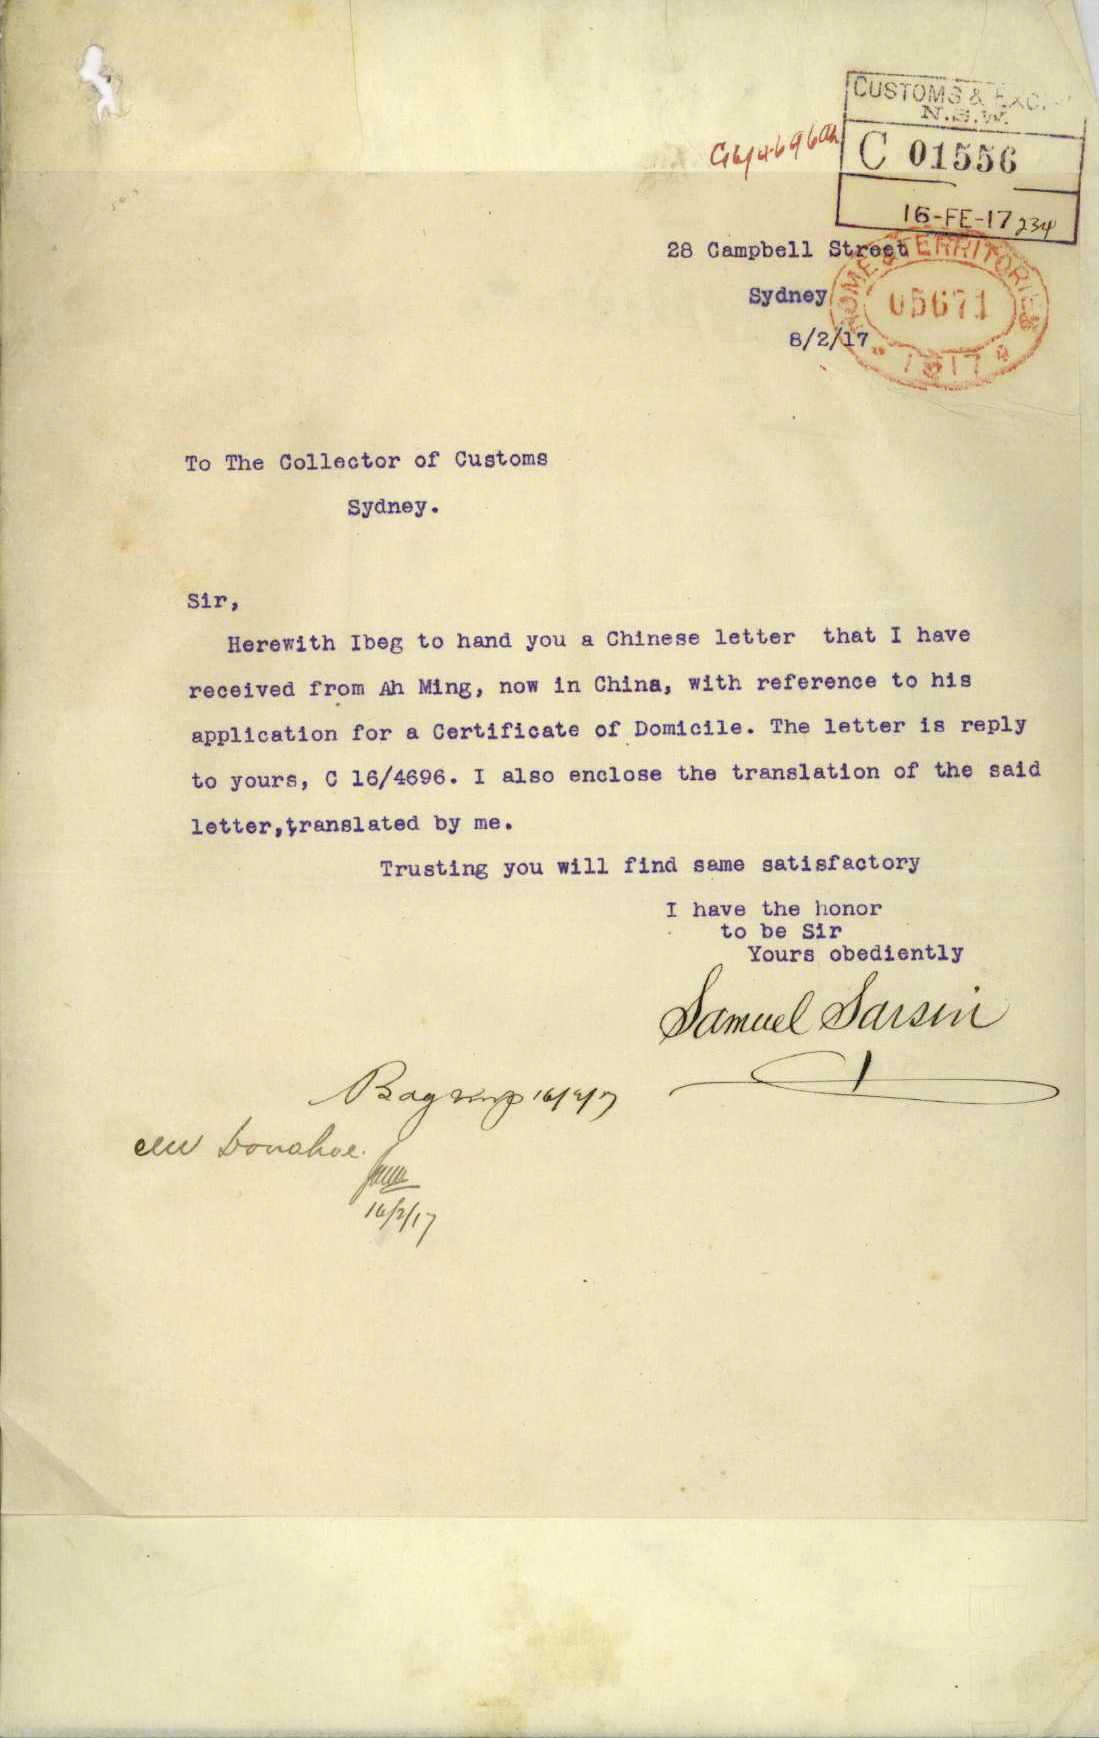 CUSTOMS & EXC
N.S.W.
C 01556
16-FE-17 234
28 Campbell Street
Sydney
8/2/17
HOME & TERRITORIES
05671
1917
To The Collector of Customs
Sydney.
Sir,
Herewith Ibeg to hand you a Chinese letter that I have
received from Ah Ming, now in China, with reference to his
application for a Certificate of Domicile. The letter is reply
to yours, C 16/4696. I also enclose the translation of the said
letter,translated by me.
Trusting you will find same satisfactory
I have the honor
to be Sir
Yours obediently
Samuel Sarsin
16/2/17
Donahoe.
16/2/17